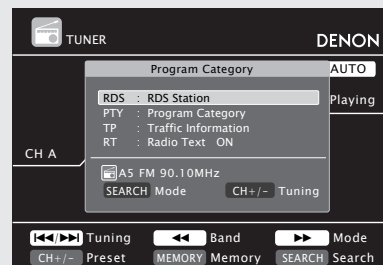 TUNER
DENON
Program Category
AUTO
RDS : RDS Station
Playing
PTY : Program Category
TP : Traffic Information
RT : Radio Text ON
CH A
A5 FM 90.10MHz
SEARCH Mode CH+/- Tuning
Tuning Band Mode
CH+/- Preset MEMORY Memory SEARCH Search